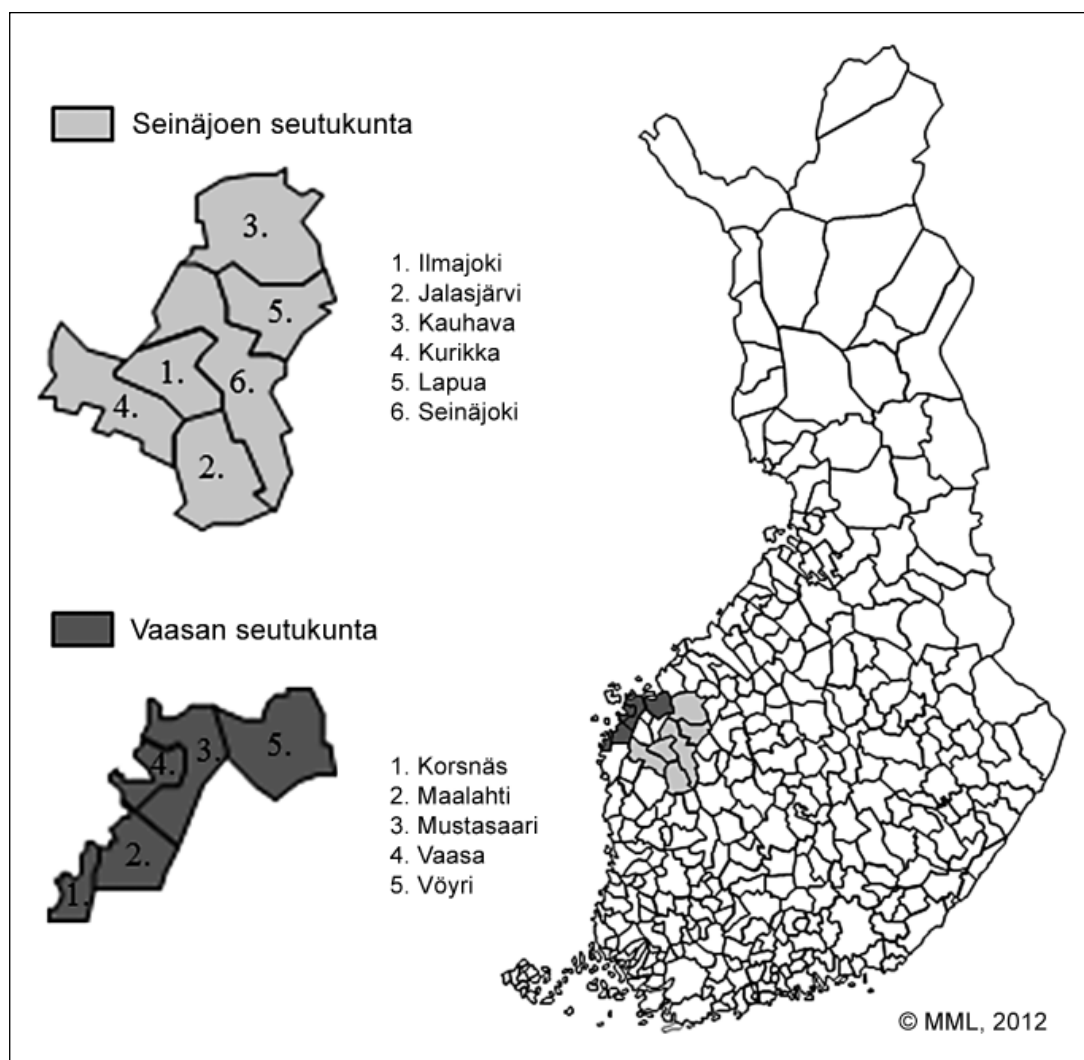 Seinäjoen seutukunta
3.
5.
1.
6.
4.
2.
1. Ilmajoki
2. Jalasjärvi
3. Kauhava
4. Kurikka
5. Lapua
6. Seinäjoki
Vaasan seutukunta
3.
5.
4.
2.
1.
1. Korsnäs
2. Maalahti
3. Mustasaari
4. Vaasa
5. Vöyri
© MML, 2012